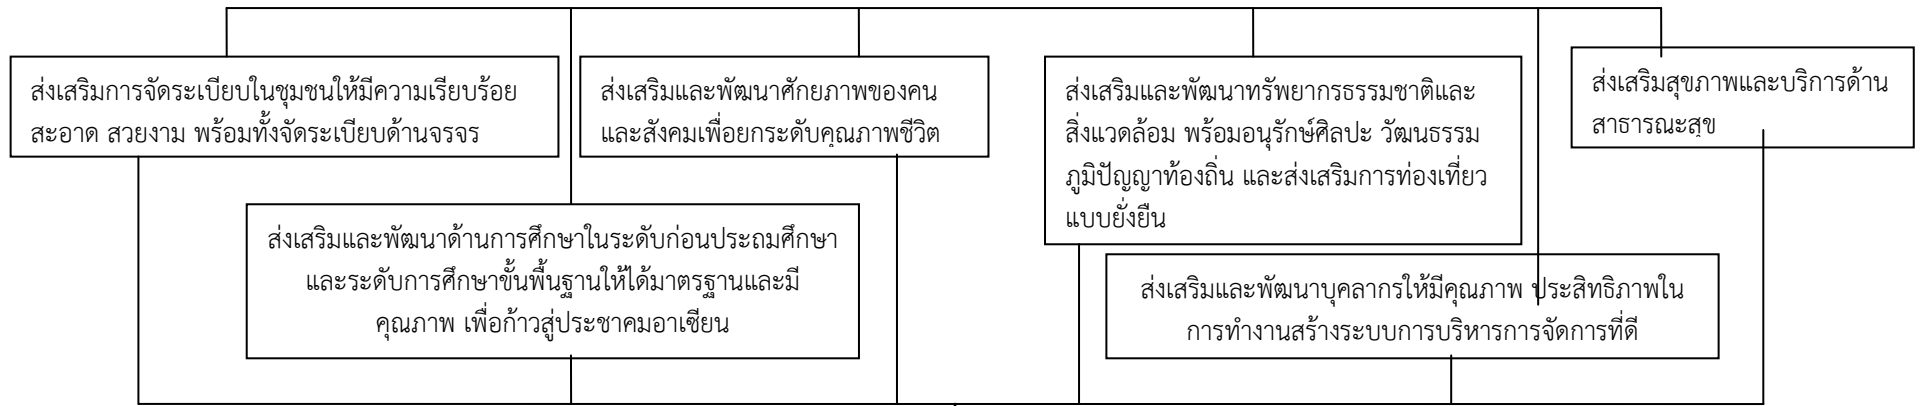 ส่งเสริมการจัดระเบียบในชุมชนให้มีความเรียบร้อย
สะอาด สวยงาม พร้อมทั้งจัดระเบียบด้านจรจร
ส่งเสริมและพัฒนาศักยภาพของคน
และสังคมเพื่อยกระดับคุณภาพชีวิต
ส่งเสริมและพัฒนาทรัพยากรธรรมชาติและ
สิ่งแวดล้อม พร้อมอนุรักษ์ศิลปะ วัฒนธรรม
ภูมิปัญญาท้องถิ่น และส่งเสริมการท่องเที่ยว
แบบยั่งยืน
ส่งเสริมสุขภาพและบริการด้าน
สาธารณะสุข
ส่งเสริมและพัฒนาด้านการศึกษาในระดับก่อนประถมศึกษา
และระดับการศึกษาขั้นพื้นฐานให้ได้มาตรฐานและมี
คุณภาพ เพื่อก้าวสู่ประชาคมอาเซียน
ส่งเสริมและพัฒนาบุคลากรให้มีคุณภาพ ประสิทธิภาพใน
การทำงานสร้างระบบการบริหารการจัดการที่ดี